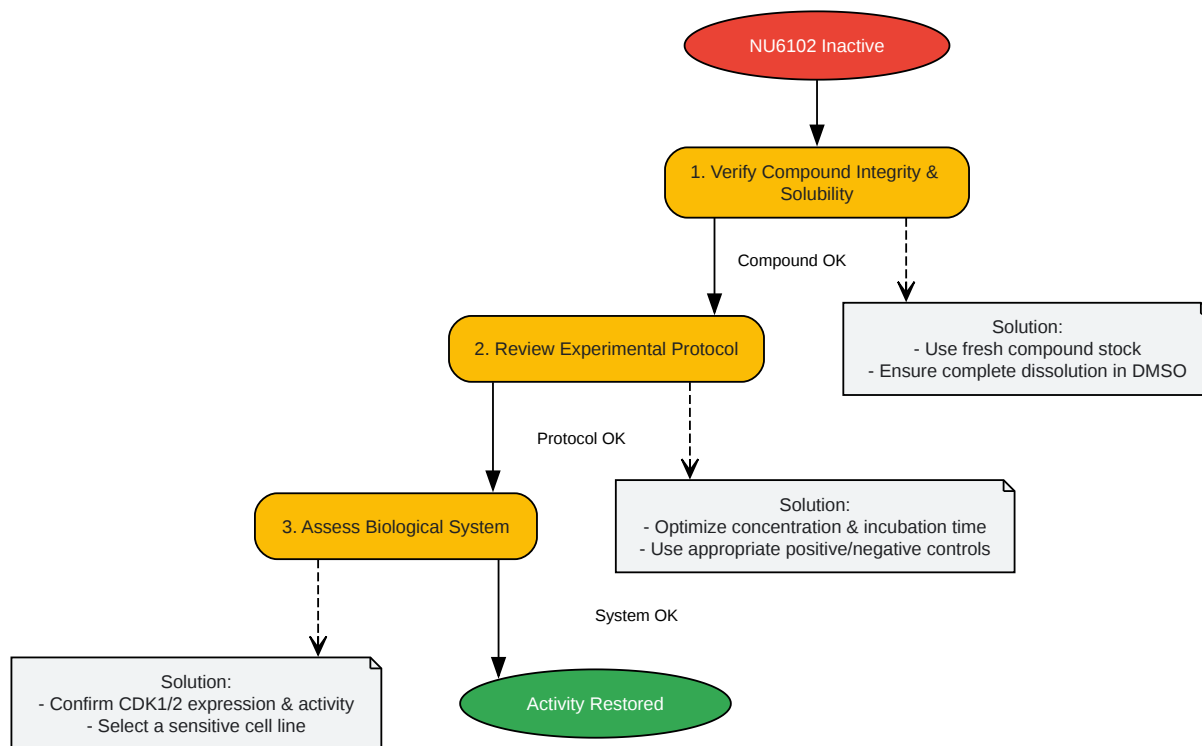 NU6102 Inactive
1. Verify Compound Integrity &
Solubility
Compound OK
Solution:
- Use fresh compound stock
- Ensure complete dissolution in DMSO
2. Review Experimental Protocol
Protocol OK
Solution:
- Optimize concentration & incubation time
- Use appropriate positive/negative controls
3. Assess Biological System
System OK
Solution:
- Confirm CDK1/2 expression & activity
- Select a sensitive cell line
Activity Restored